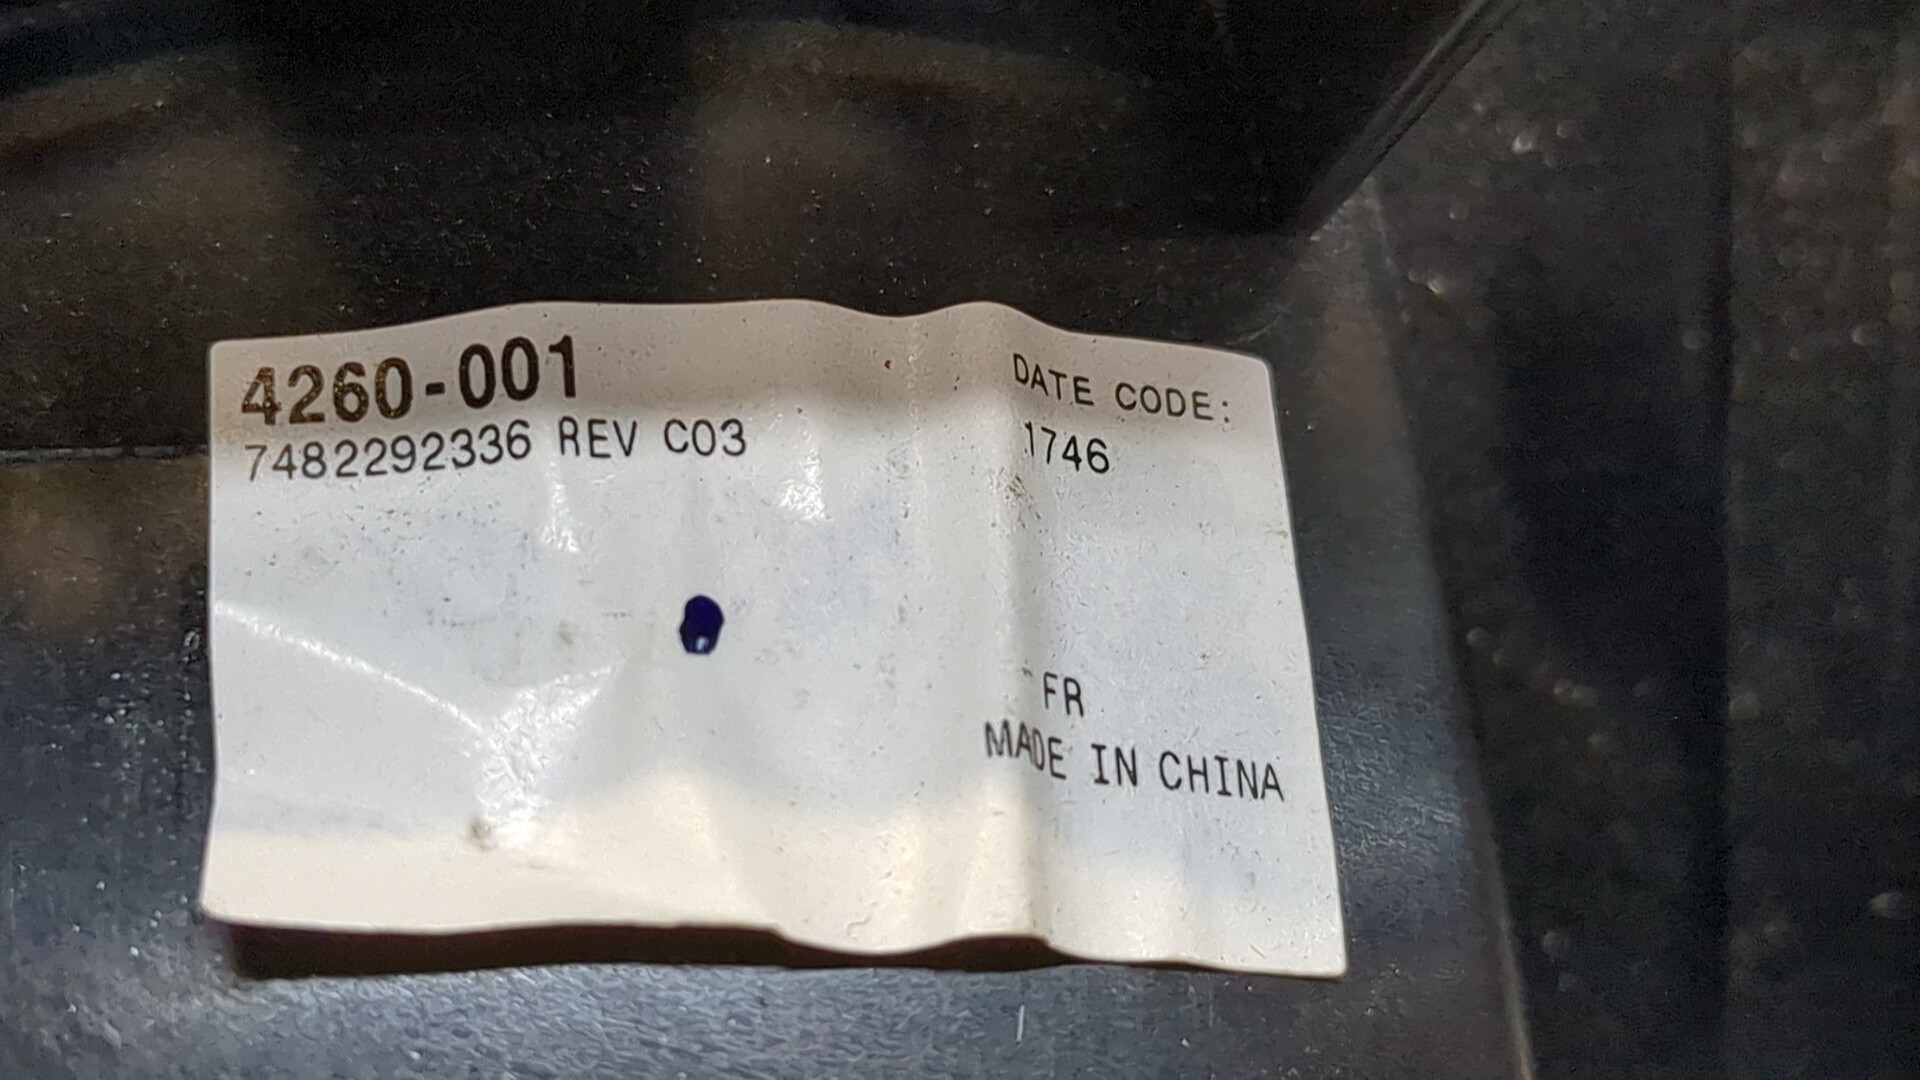 4260-001
7482292336 REV C03
DATE CODE:
1746
FR
MADE IN CHINA